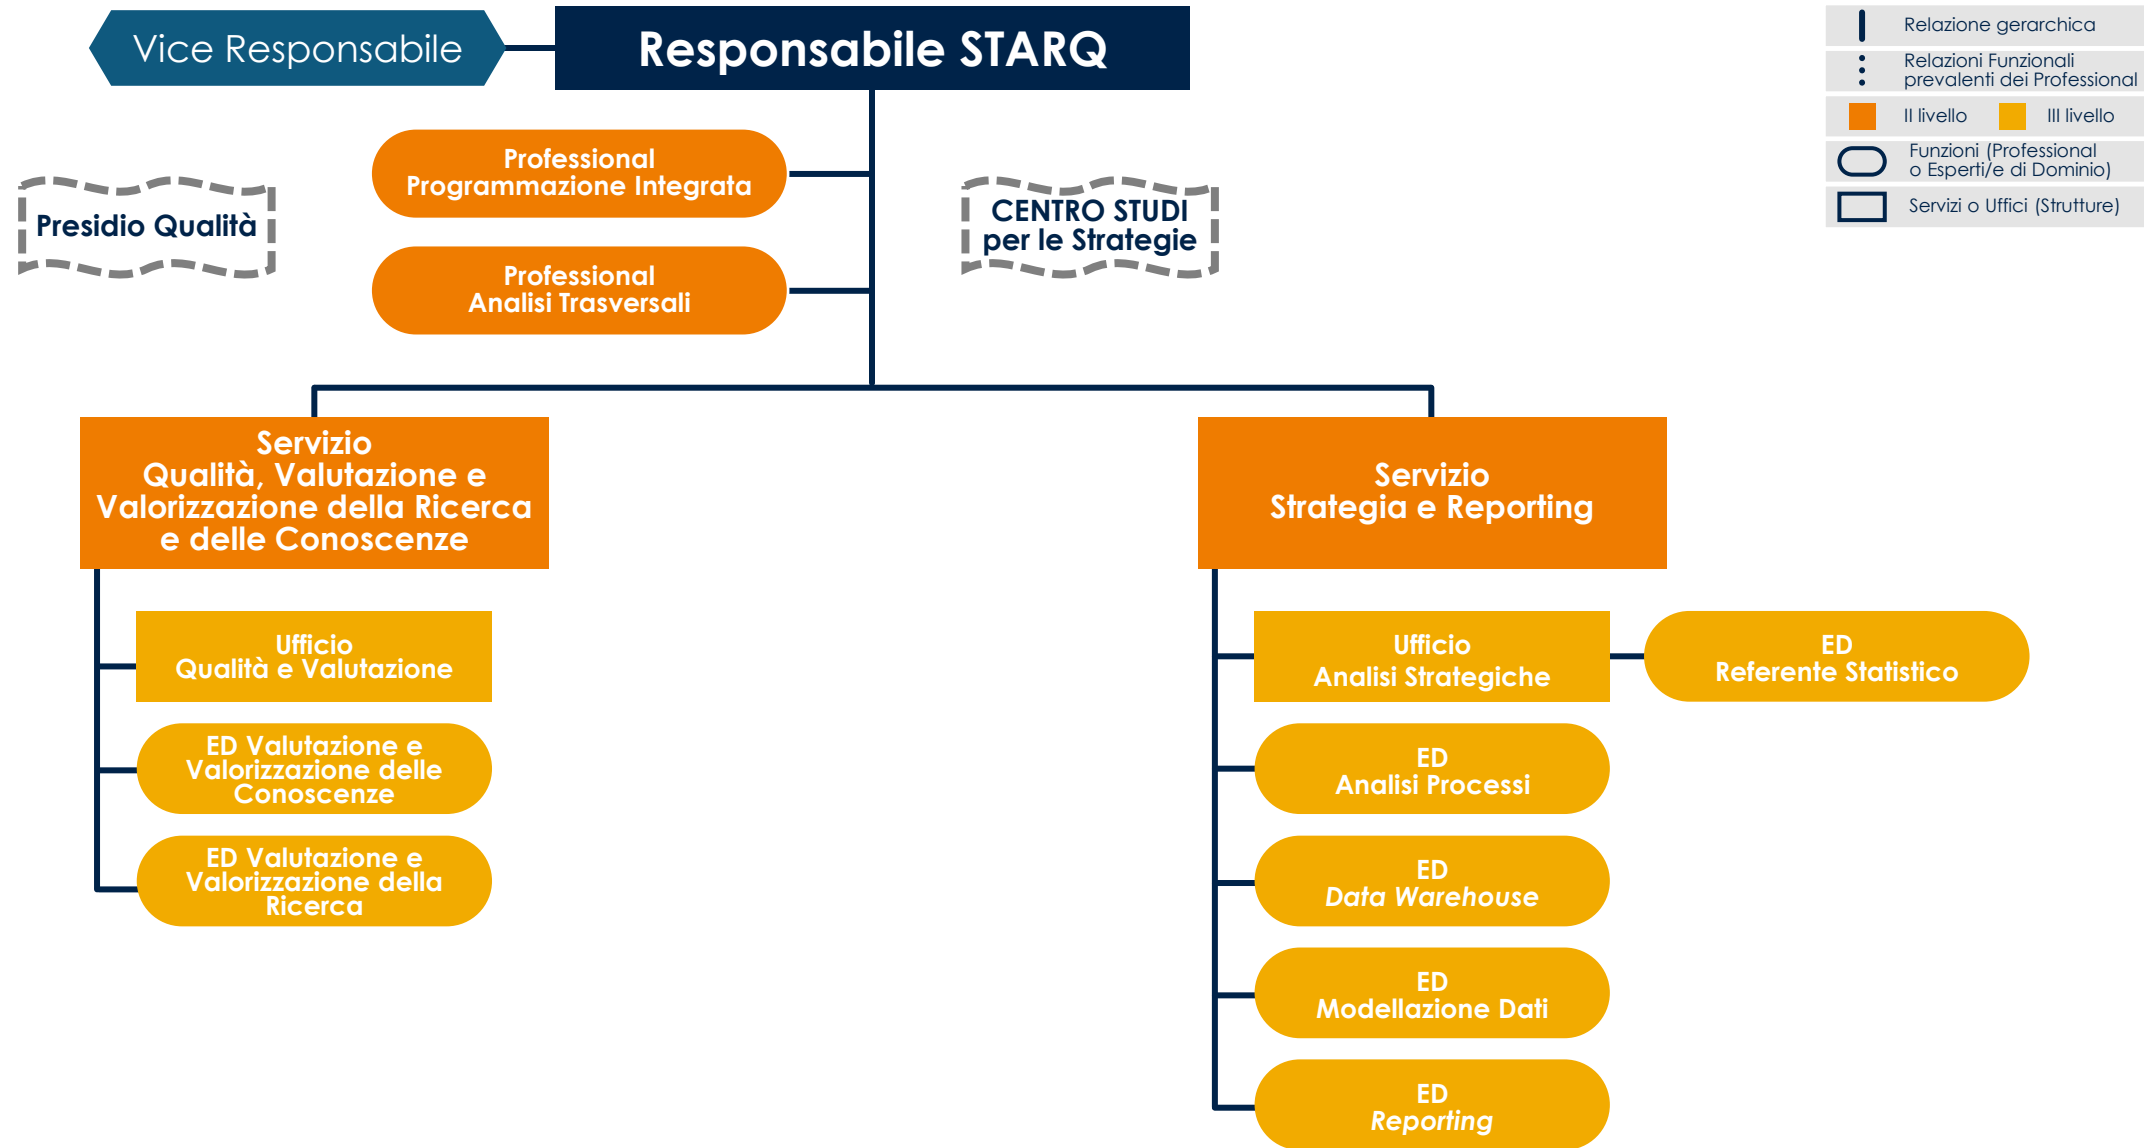 Vice Responsabile
Responsabile STARQ
Relazione gerarchica
Relazioni Funzionali
prevalenti dei Professional
II livello
III livello
Funzioni (Professional
o Esperti/e di Dominio)
Servizi o Uffici (Strutture)
Professional
Programmazione Integrata
Presidio Qualità
CENTRO STUDI
per le Strategie
Professional
Analisi Trasversali
Servizio
Qualità, Valutazione e
Valorizzazione della Ricerca
e delle Conoscenze
Ufficio
Qualità e Valutazione
ED Valutazione e
Valorizzazione delle
Conoscenze
ED Valutazione e
Valorizzazione della
Ricerca
Servizio
Strategia e Reporting
Ufficio
Analisi Strategiche
ED
Referente Statistico
ED
Analisi Processi
ED
Data Warehouse
ED
Modellazione Dati
ED
Reporting